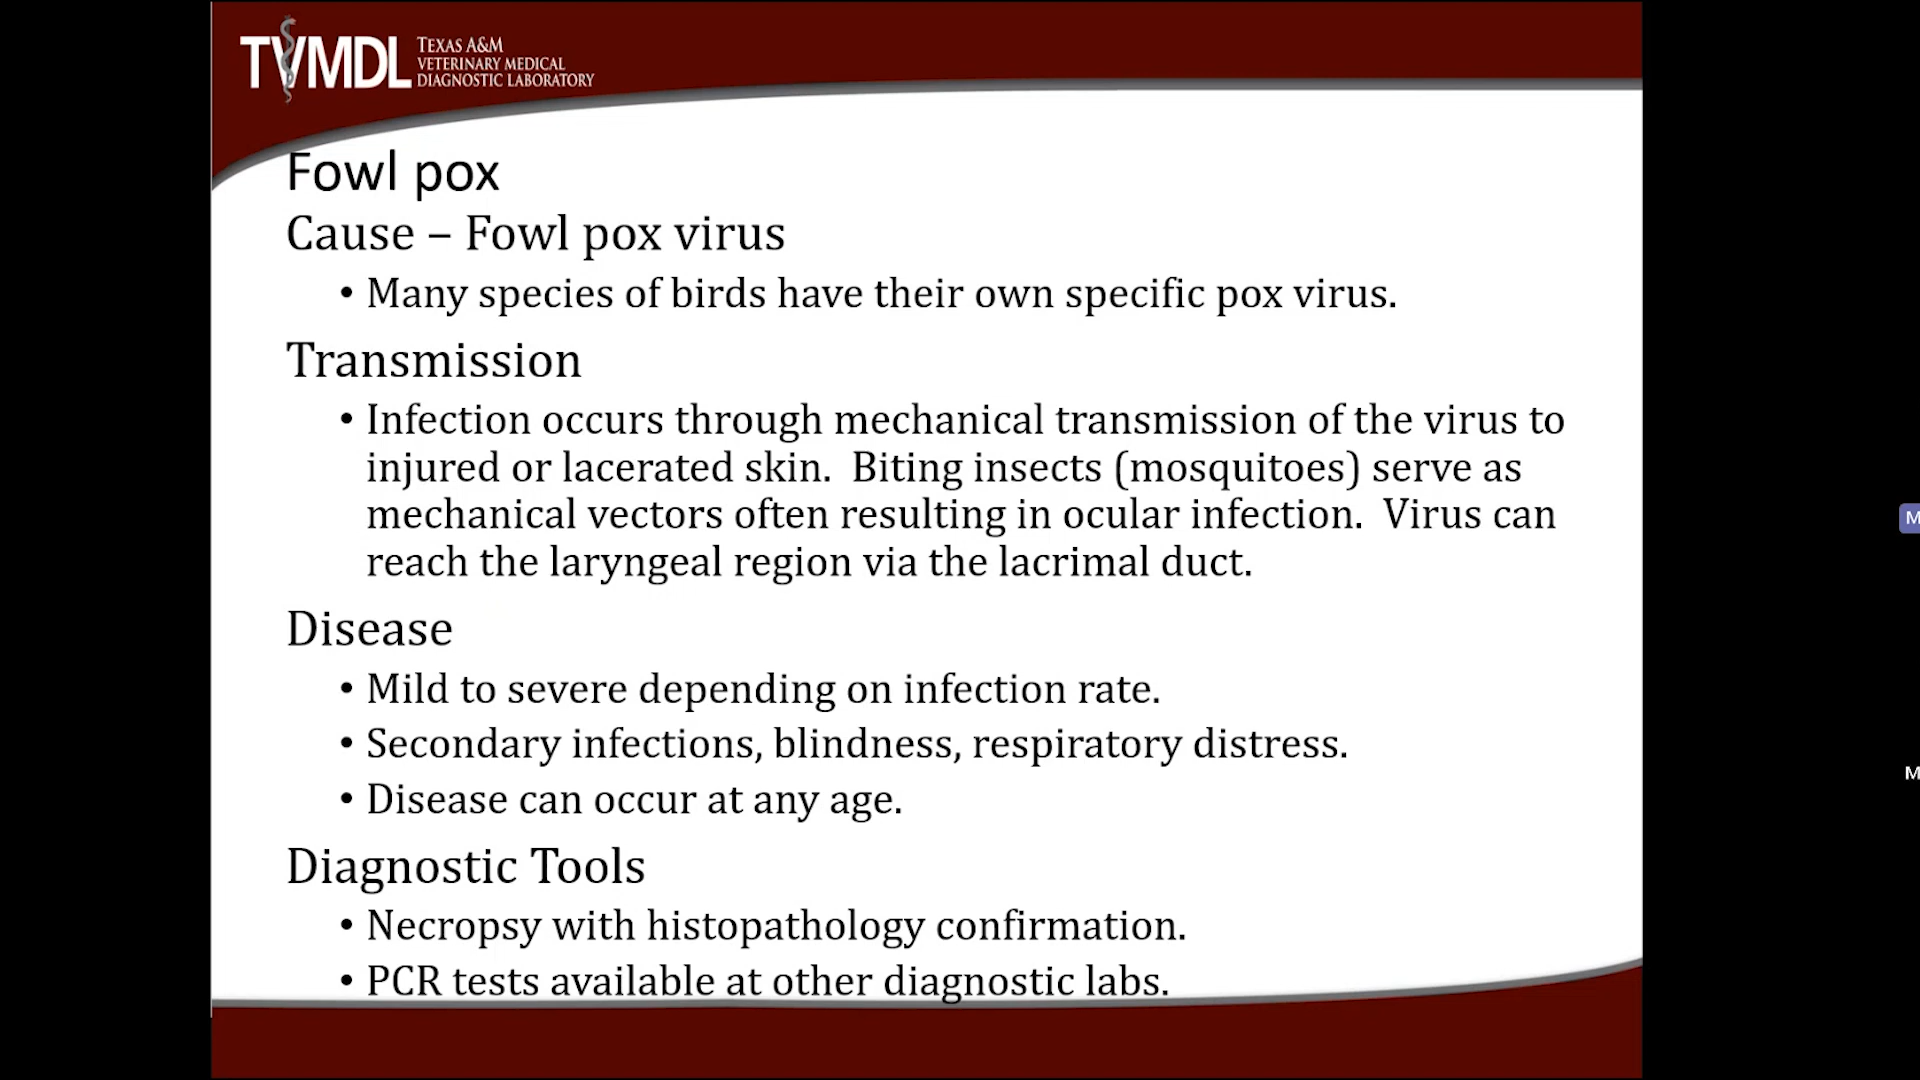 TVMDL
TEXAS A&M
VETERINARY MEDICAL
DIAGNOSTIC LABORATORY
Fowl pox
Cause – Fowl pox virus
• Many species of birds have their own specific pox virus.
Transmission
• Infection occurs through mechanical transmission of the virus to
injured or lacerated skin.  Biting insects (mosquitoes) serve as
mechanical vectors often resulting in ocular infection.  Virus can
reach the laryngeal region via the lacrimal duct.
Disease
• Mild to severe depending on infection rate.
• Secondary infections, blindness, respiratory distress.
• Disease can occur at any age.
Diagnostic Tools
• Necropsy with histopathology confirmation.
• PCR tests available at other diagnostic labs.
M
M